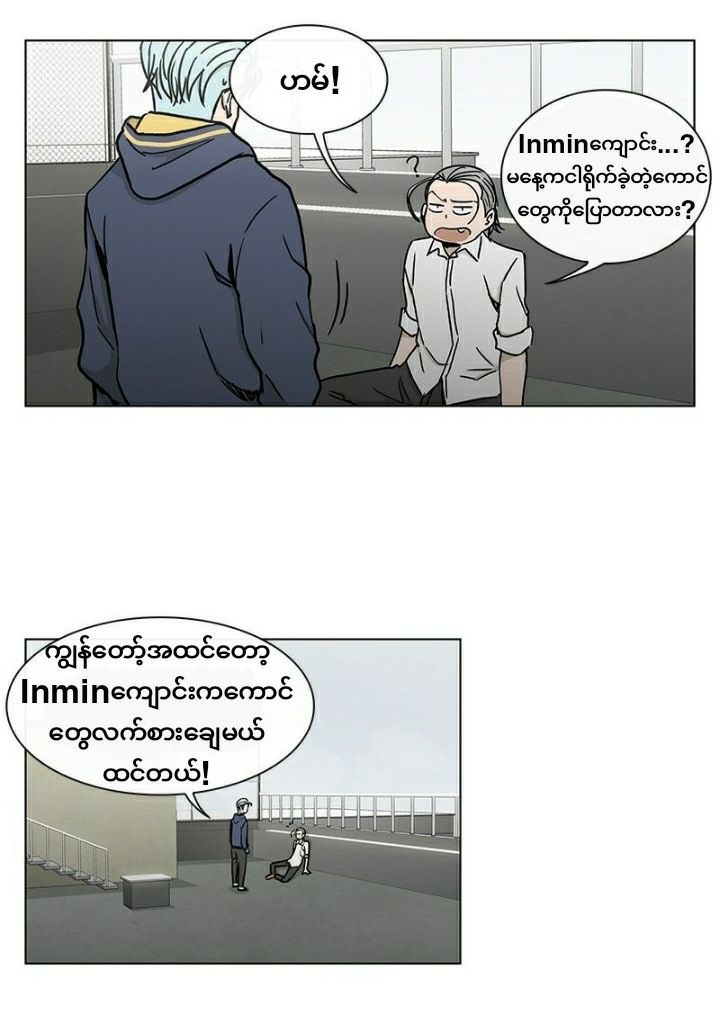 ဟမ်!
Inminကျောင်း...?
မနေ့ကငါရိုက်ခဲ့တဲ့ကောင်
တွေကိုပြောတာလား?
?
ကျွန်တော့်အထင်တော့
Inminကျောင်းကကောင်
တွေလက်စားချေမယ်
ထင်တယ်!